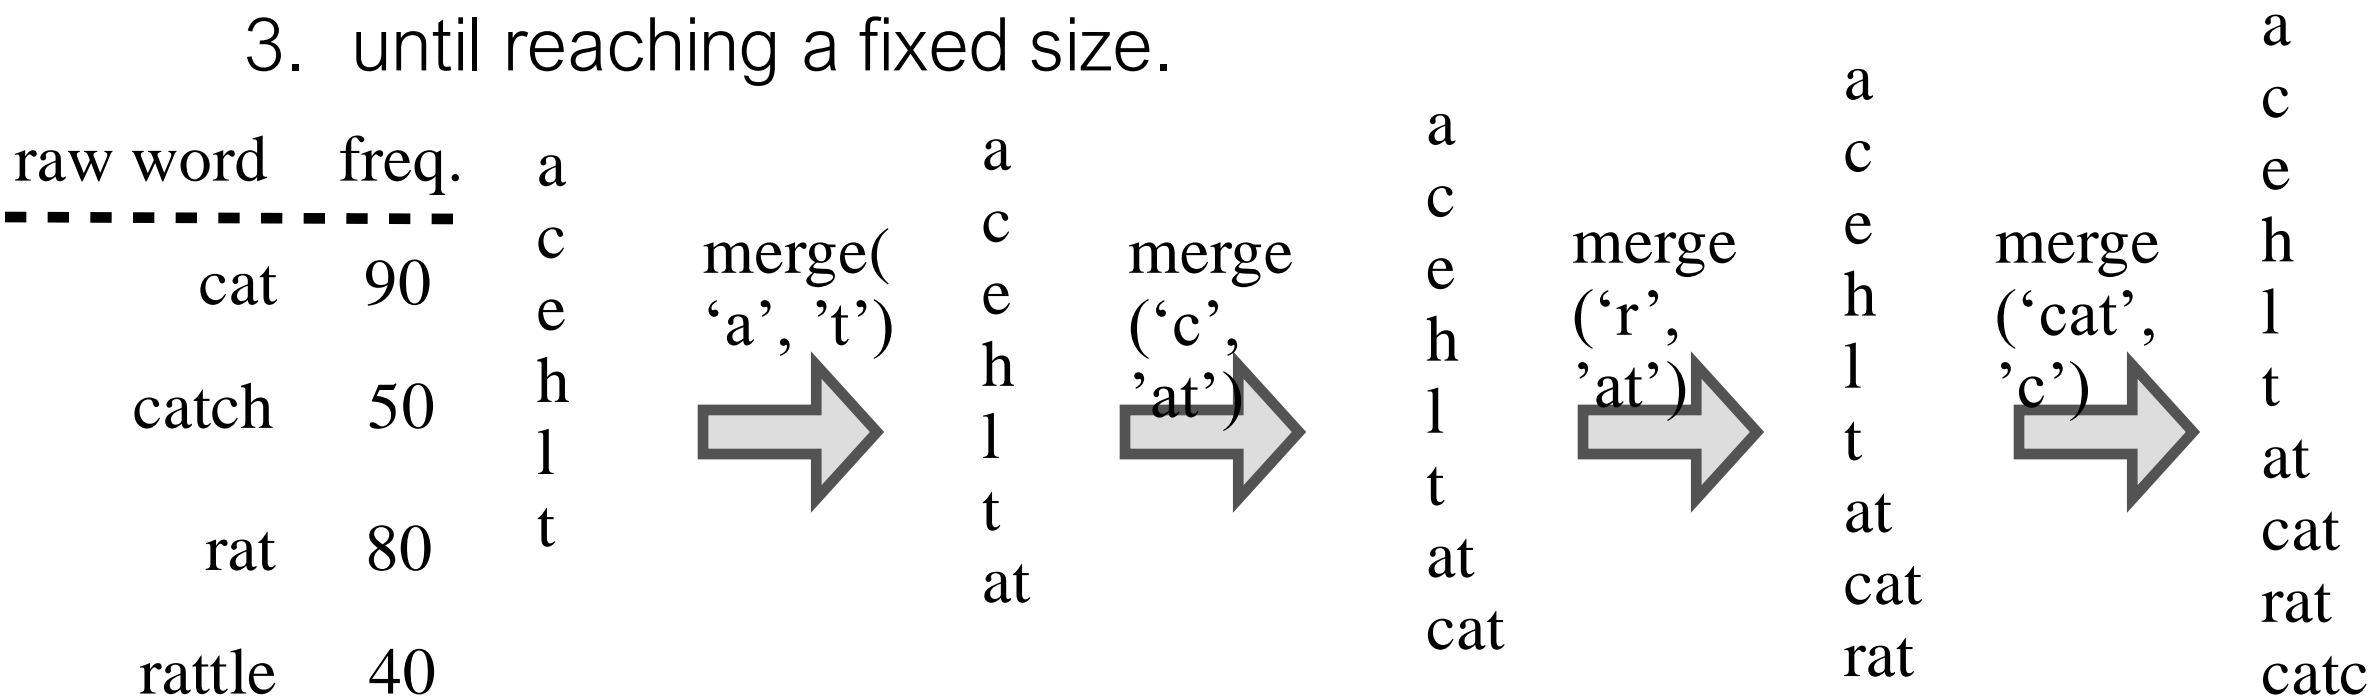 3. until reaching a fixed size.
raw word freq.
cat 90
catch 50
rat 80
rattle 40
a
c
e
h
l
t
merge(
‘a’, ’t’)
a
c
e
h
l
t
at
merge
(‘c’,
’at’)
a
c
e
h
l
t
at
cat
merge
(‘r’,
’at’)
a
c
e
h
l
t
at
cat
rat
merge
(‘cat’,
’c’)
a
c
e
h
l
t
at
cat
rat
catc